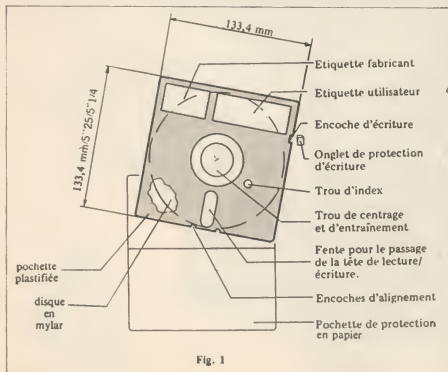 133,4 mm
133,4 mm/5"25/5"1/4
Etiquette fabricant
Etiquette utilisateur
Encoche d'écriture
Onglet de protection
d'écriture
Trou d'index
Trou de centrage
et d'entraînement
Fente pour le passage
de la tête de lecture/
écriture.
Encoches d'alignement
Pochette de protection
en papier
pochette
plastifiée
disque
en
mylar
Fig. 1